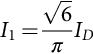 I₁ = √6/π I_D